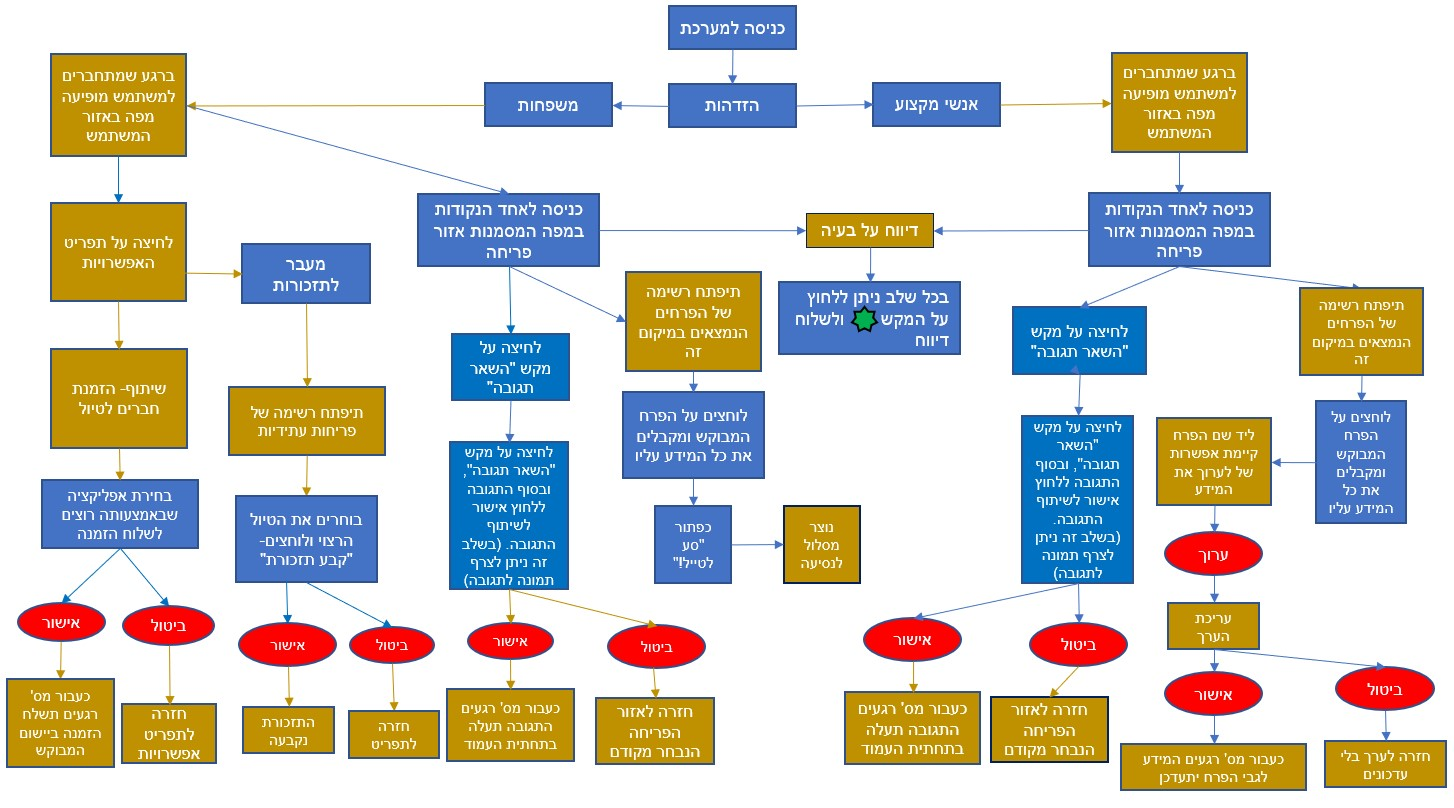 כניסה למערכת
הזדהות
אנשי מקצוע
משפחות
ברגע שמתחברים
למשתמש מופיעה
מפה באזור
המשתמש
ברגע שמתחברים
למשתמש מופיעה
מפה באזור
המשתמש
כניסה לאחד הנקודות
במפה המסמנות אזור
פריחה
דיווח על בעיה
כניסה לאחד הנקודות
במפה המסמנות אזור
פריחה
לחיצה על תפריט
האפשרויות
מעבר
לתזכורות
בכל שלב ניתן ללחוץ
על המקש ולשלוח
דיווח
תיפתח רשימה
של הפרחים
הנמצאים במיקום
זה
לחיצה על מקש
"השאר תגובה"
תיפתח רשימה
של הפרחים
הנמצאים במיקום
זה
לחיצה על
מקש "השאר
תגובה"
שיתוף- הזמנת
חברים לטיול
תיפתח רשימה של
פריחות עתידיות
לוחצים על
הפרח
המבוקש
ומקבלים
את כל
המידע עליו
ליד שם הפרח
קיימת אפשרות
של לערוך את
המידע
לחיצה על מקש
"השאר
תגובה", ובסוף
התגובה ללחוץ
אישור לשיתוף
התגובה.
(בשלב זה ניתן
לצרף תמונה
לתגובה)
לוחצים על הפרח
המבוקש ומקבלים
את כל המידע עליו
לחיצה על מקש
"השאר תגובה",
ובסוף התגובה
ללחוץ אישור
לשיתוף
התגובה. (בשלב
זה ניתן לצרף
תמונה לתגובה)
בחירת אפליקציה
שבאמצעותה רוצים
לשלוח הזמנה
בוחרים את הטיול
הרצוי ולוחצים-
"קבע תזכורת"
כפתור
"סע
לטייל!"
נוצר
מסלול
לנסיעה
ערוך
עריכת
הערך
ביטול
אישור
ביטול
אישור
ביטול
אישור
ביטול
אישור
ביטול
אישור
חזרה לערך בלי
עדכונים
כעבור מס' רגעים המידע
לגבי הפרח יתעדכן
חזרה לאזור
הפריחה
הנבחר מקודם
כעבור מס' רגעים
התגובה תעלה
בתחתית העמוד
חזרה לאזור
הפריחה
הנבחר מקודם
כעבור מס' רגעים
התגובה תעלה
בתחתית העמוד
חזרה
לתפריט
התזכורת
נקבעה
חזרה
לתפריט
אפשרויות
כעבור מס'
רגעים תשלח
הזמנה ביישום
המבוקש